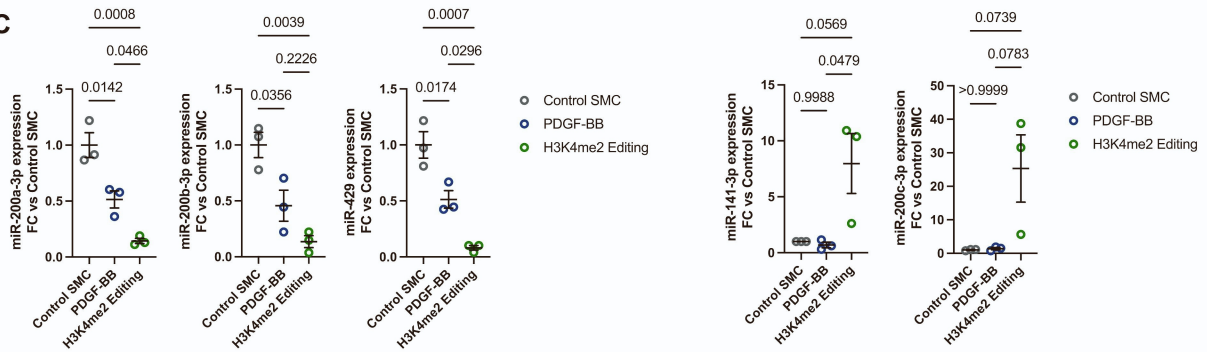 C
0.0008
0.0466
0.0142
miR-200a-3p expression
FC vs Control SMC
1.5
1.0
0.5
0.0
Control SMC
PDGF-BB
H3K4me2 Editing
0.0039
0.2226
0.0356
miR-200b-3p expression
FC vs Control SMC
1.5
1.0
0.5
0.0
Control SMC
PDGF-BB
H3K4me2 Editing
0.0007
0.0296
0.0174
miR-429 expression
FC vs Control SMC
1.5
1.0
0.5
0.0
Control SMC
PDGF-BB
H3K4me2 Editing
Control SMC
PDGF-BB
H3K4me2 Editing
0.0569
0.0479
0.9988
miR-141-3p expression
FC vs Control SMC
15
10
5
0
Control SMC
PDGF-BB
H3K4me2 Editing
0.0739
0.0783
>0.9999
miR-200c-3p expression
FC vs Control SMC
50
40
30
20
10
0
Control SMC
PDGF-BB
H3K4me2 Editing
Control SMC
PDGF-BB
H3K4me2 Editing